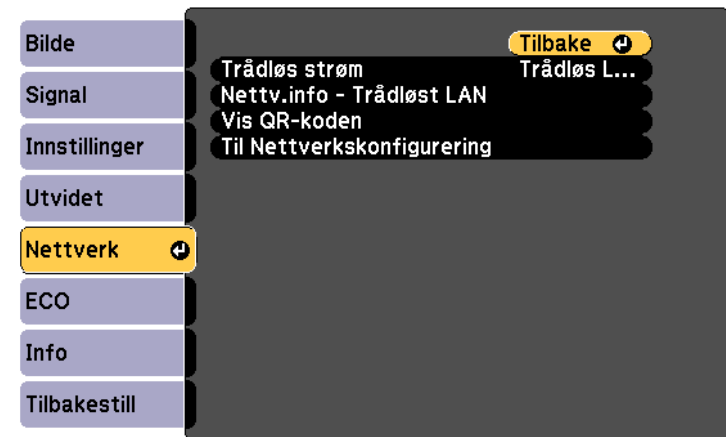 Bilde
Signal
Innstillinger
Utvidet
Nettverk
ECO
Info
Tilbakestill
Tilbake
Trådløs strøm Trådløs L...
Nettv.info - Trådløst LAN
Vis QR-koden
Til Nettverkskonfigurering